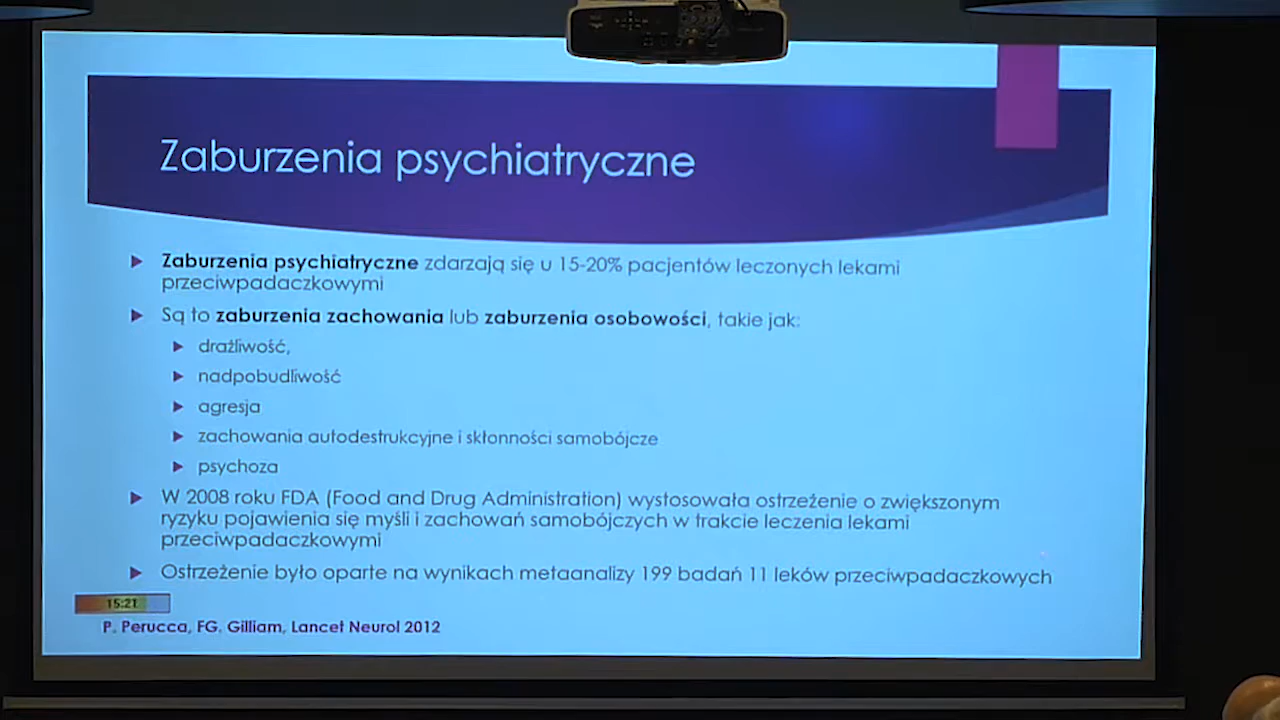 Zaburzenia psychiatryczne
Zaburzenia psychiatryczne zdarzają się u 15-20% pacjentów leczonych lekami
przeciwpadaczkowymi
Są to zaburzenia zachowania lub zaburzenia osobowości, takie jak:
drażliwość,
nadpobudliwość
agresja
zachowania autodestrukcyjne i skłonności samobójcze
psychoza
W 2008 roku FDA (Food and Drug Administration) wystosowała ostrzeżenie o zwiększonym
ryzyku pojawienia się myśli i zachowań samobójczych w trakcie leczenia lekami
przeciwpadaczkowymi
Ostrzeżenie było oparte na wynikach metaanalizy 199 badań 11 leków przeciwpadaczkowych
15:21
P. Perucca, FG. Gilliam, Lancet Neurol 2012